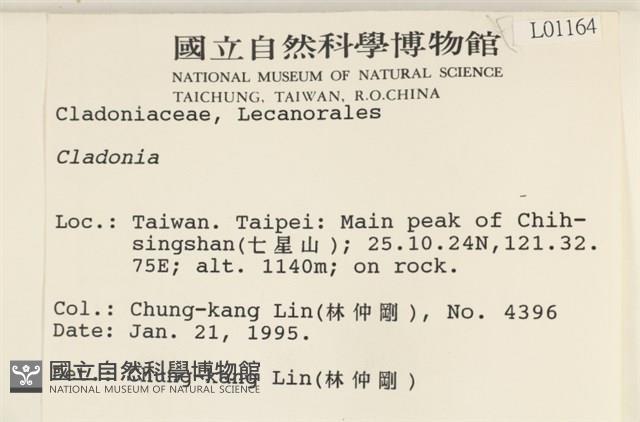 L01164
國立自然科學博物館
NATIONAL MUSEUM OF NATURAL SCIENCE
TAICHUNG, TAIWAN, R.O.CHINA
Cladoniaceae, Lecanorales
Cladonia
Loc.: Taiwan. Taipei: Main peak of Chih-
singshan(七星山); 25.10.24N,121.32.
75E; alt. 1140m; on rock.
Col.: Chung-kang Lin(林仲剛), No. 4396
Date: Jan. 21, 1995.
Det.: Chung-kang Lin(林仲剛)
國立自然科學博物館
NATIONAL MUSEUM OF NATURAL SCIENCE